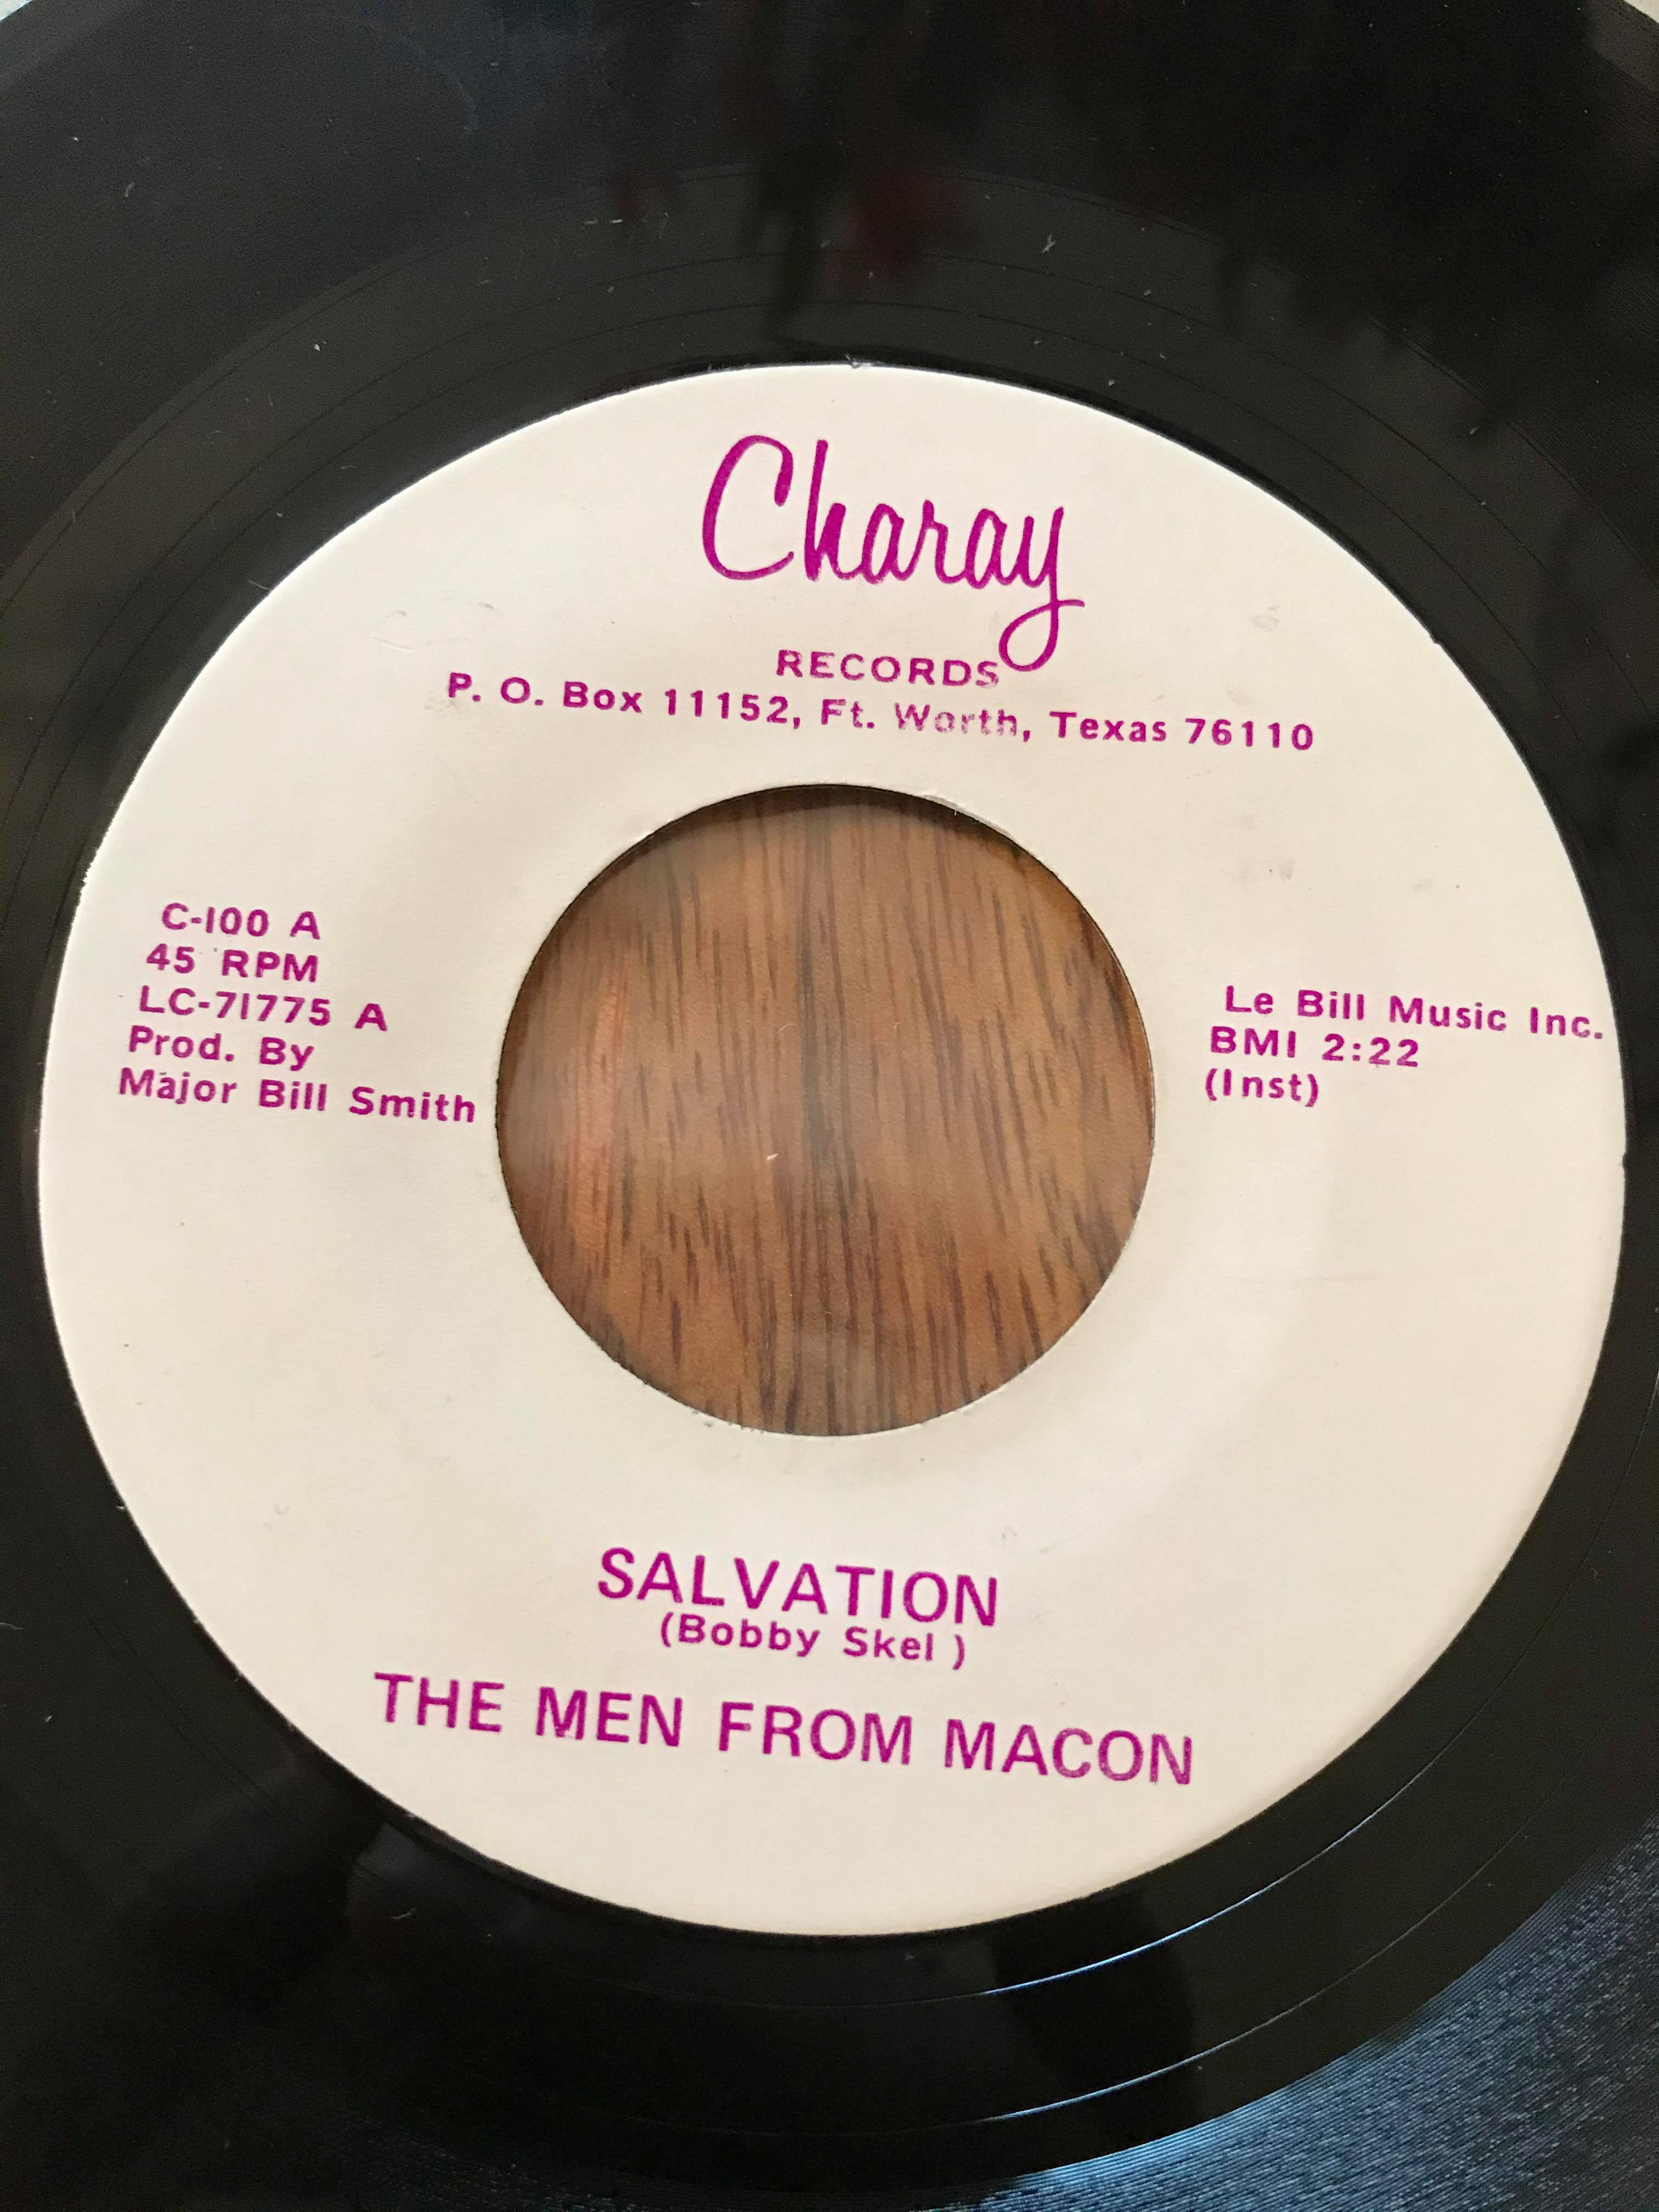 Charay
RECORDS
P. O. Box 11152, Ft. Worth, Texas 76110
C-100 A
45 RPM
LC-71775 A
Prod. By
Major Bill Smith
Le Bill Music Inc.
BMI 2:22
(Inst)
SALVATION
(Bobby Skel )
THE MEN FROM MACON